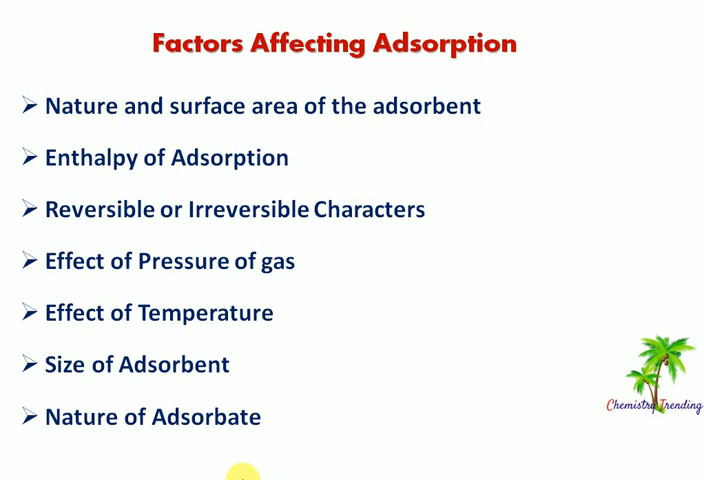 Factors Affecting Adsorption
Nature and surface area of the adsorbent
Enthalpy of Adsorption
Reversible or Irreversible Characters
Effect of Pressure of gas
Effect of Temperature
Size of Adsorbent
Nature of Adsorbate
Chemistry Trending